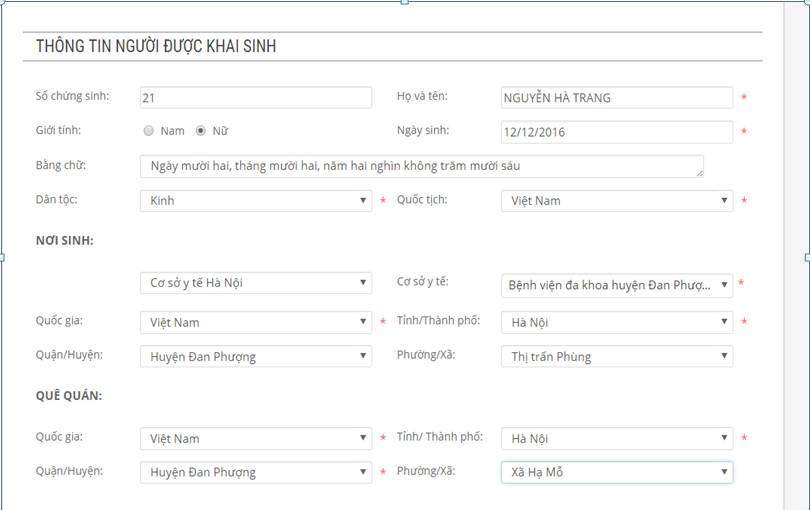 THÔNG TIN NGƯỜI ĐƯỢC KHAI SINH
Số chứng sinh: 21 Họ và tên: NGUYỄN HÀ TRANG *
Giới tính: Nam Nữ Ngày sinh: 12/12/2016 *
Bằng chữ: Ngày mười hai, tháng mười hai, năm hai nghìn không trăm mười sáu
Dân tộc: Kinh * Quốc tịch: Việt Nam *
NƠI SINH:
Cơ sở y tế Hà Nội Cơ sở y tế: Bệnh viện đa khoa huyện Đan Phượ... *
Quốc gia: Việt Nam * Tỉnh/Thành phố: Hà Nội *
Quận/Huyện: Huyện Đan Phượng Phường/Xã: Thị trấn Phùng
QUÊ QUÁN:
Quốc gia: Việt Nam * Tỉnh/ Thành phố: Hà Nội *
Quận/Huyện: Huyện Đan Phượng * Phường/Xã: Xã Hạ Mỗ